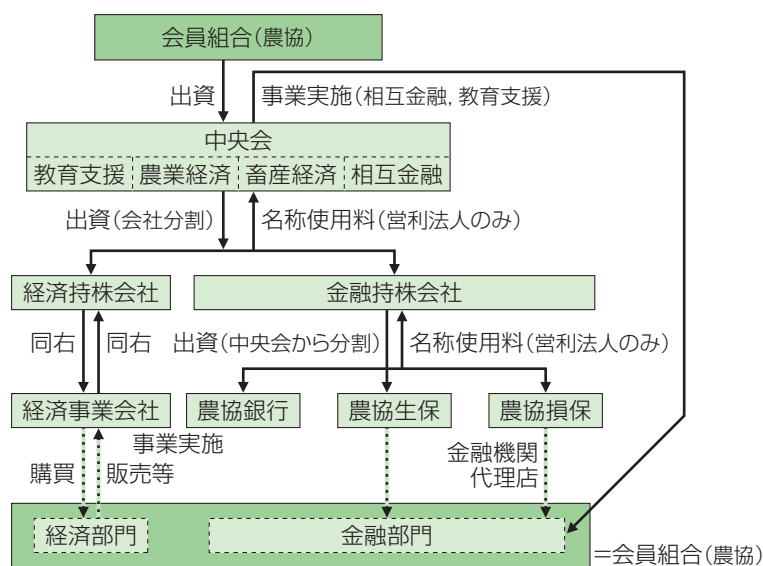 会員組合(農協)
出資
事業実施(相互金融,教育支援)
中央会
教育支援 農業経済 畜産経済 相互金融
出資(会社分割)
名称使用料(営利法人のみ)
経済持株会社
金融持株会社
同右
同右
出資(中央会から分割)
名称使用料(営利法人のみ)
経済事業会社
農協銀行
農協生保
農協損保
事業実施
購買
販売等
金融機関
代理店
経済部門
金融部門
=会員組合(農協)